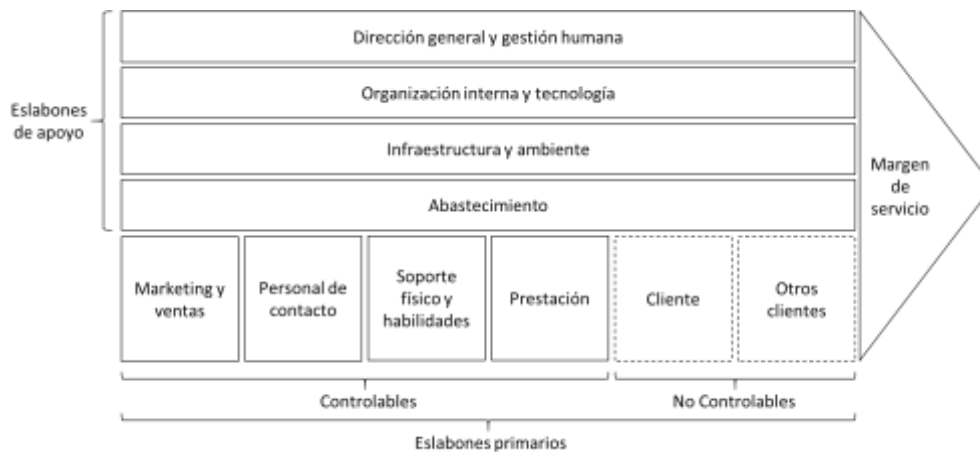 Dirección general y gestión humana
Organización interna y tecnología
Eslabones
de apoyo
Infraestructura y ambiente
Abastecimiento
Margen
de
servicio
Marketing y
ventas
Personal de
contacto
Soporte
físico y
habilidades
Prestación
Cliente
Otros
clientes
Controlables
No Controlables
Eslabones primarios